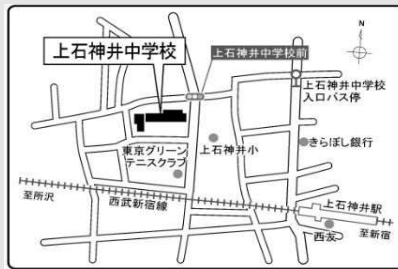 N
上石神井中学校
上石神井中学校前
上石神井中学校
入口バス停
東京グリーン
テニスクラブ
上石神井小
きらぼし銀行
至所沢
西武新宿線
上石神井駅
西友
至新宿